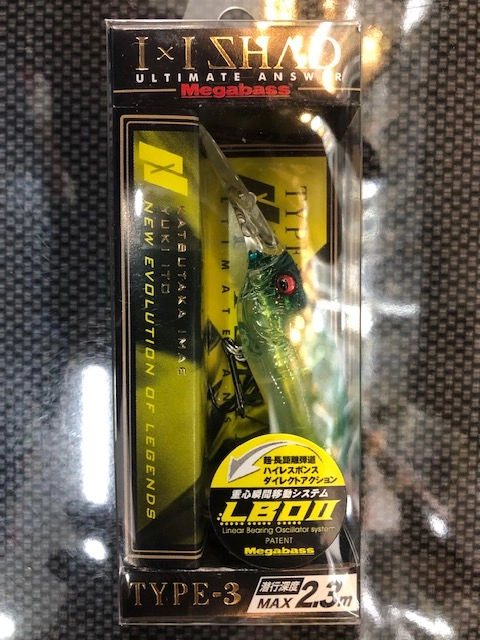 I×I SHAD
ULTIMATE ANSWER
Megabass
KATSUTAKA IMAE
YUKI ITO
NEW EVOLUTION OF LEGENDS
TYPE
ULTIMATE ANS
超・長距離弾道
ハイレスポンス
ダイレクトアクション
重心瞬間移動システム
LBOII
Linear Bearing Oscillator system
PATENT
Megabass
TYPE-3
潜行深度
MAX 2.3m